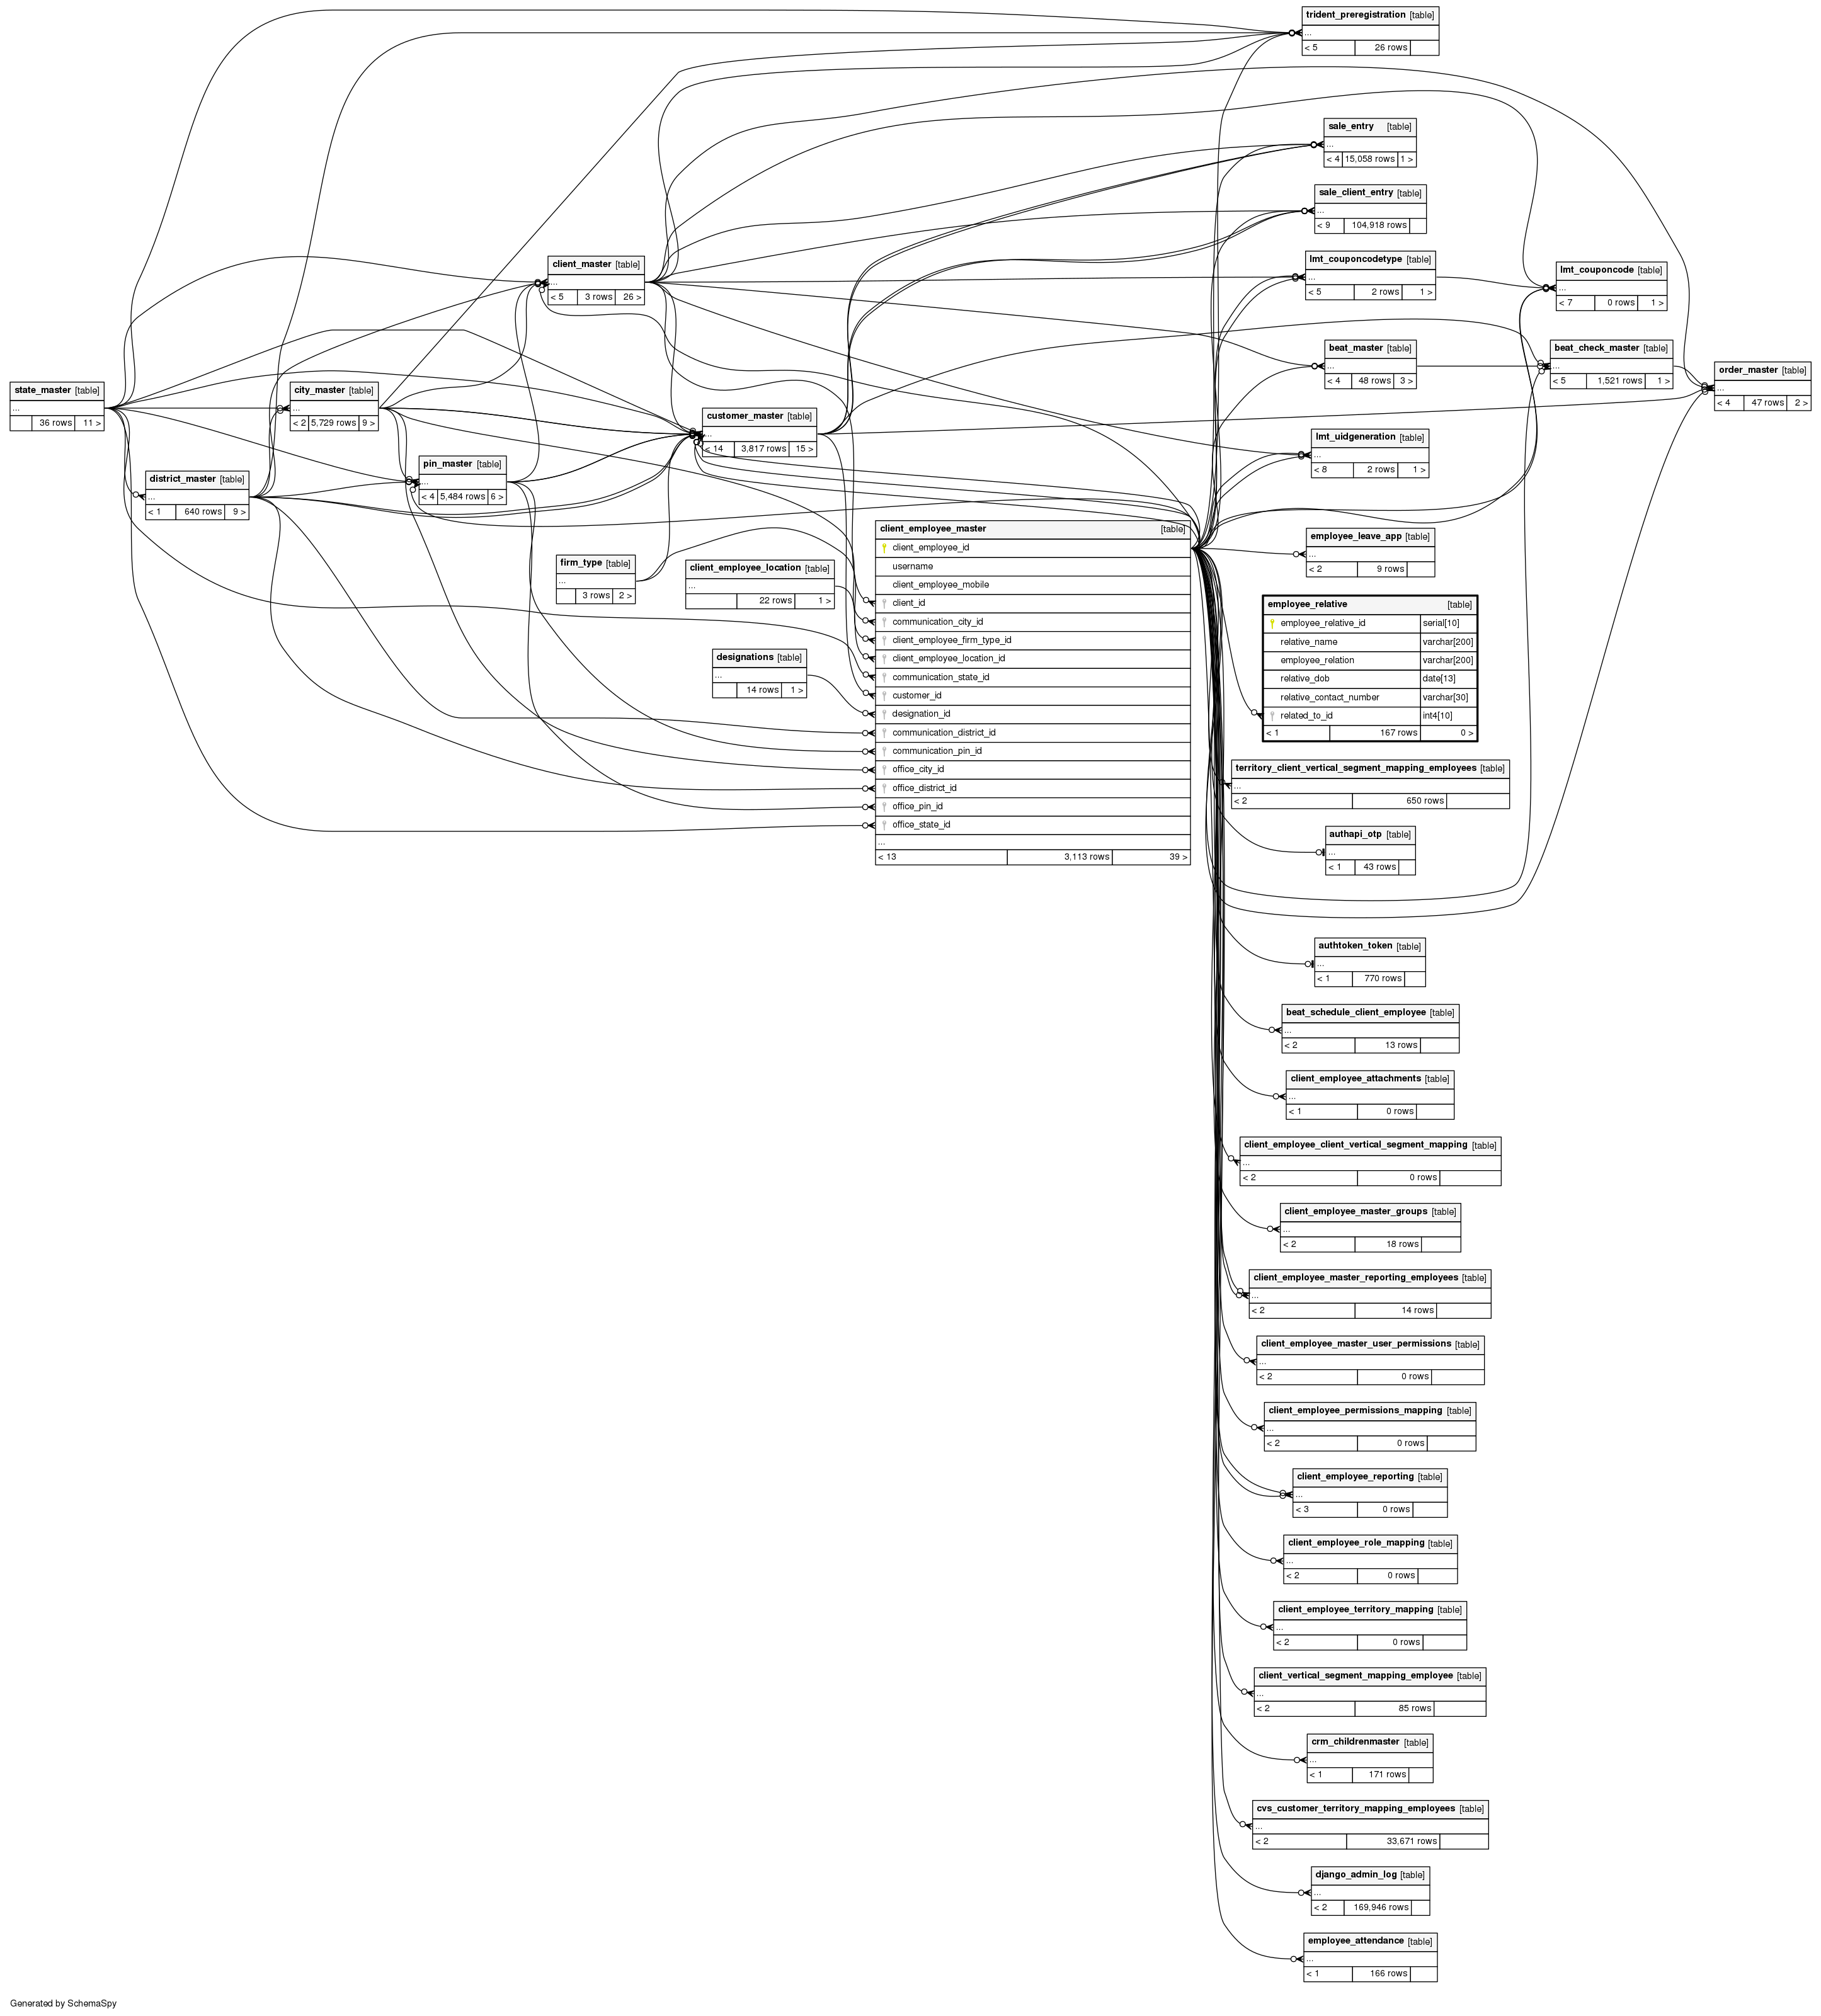 trident_preregistration [table]
...
< 5 26 rows
sale_entry [table]
...
< 4 15,058 rows 1 >
sale_client_entry [table]
...
< 9 104,918 rows
client_master [table]
...
< 5 3 rows 26 >
lmt_couponcodetype [table]
...
< 5 2 rows 1 >
lmt_couponcode [table]
...
< 7 0 rows 1 >
beat_master [table]
...
< 4 48 rows 3 >
beat_check_master [table]
...
< 5 1,521 rows 1 >
order_master [table]
...
< 4 47 rows 2 >
state_master [table]
...
36 rows 11 >
city_master [table]
...
< 2 5,729 rows 9 >
customer_master [table]
...
< 14 3,817 rows 15 >
lmt_uidgeneration [table]
...
< 8 2 rows 1 >
pin_master [table]
...
< 4 5,484 rows 6 >
district_master [table]
...
< 1 640 rows 9 >
firm_type [table]
...
3 rows 2 >
client_employee_location [table]
...
22 rows 1 >
designations [table]
...
14 rows 1 >
client_employee_master [table]
client_employee_id
username
client_employee_mobile
client_id
communication_city_id
client_employee_firm_type_id
client_employee_location_id
communication_state_id
customer_id
designation_id
communication_district_id
communication_pin_id
office_city_id
office_district_id
office_pin_id
office_state_id
...
< 13 3,113 rows 39 >
employee_leave_app [table]
...
< 2 9 rows
employee_relative [table]
employee_relative_id serial[10]
relative_name varchar[200]
employee_relation varchar[200]
relative_dob date[13]
relative_contact_number varchar[30]
related_to_id int4[10]
< 1 167 rows 0 >
territory_client_vertical_segment_mapping_employees [table]
...
< 2 650 rows
authapi_otp [table]
...
< 1 43 rows
authtoken_token [table]
...
< 1 770 rows
beat_schedule_client_employee [table]
...
< 2 13 rows
client_employee_attachments [table]
...
< 1 0 rows
client_employee_client_vertical_segment_mapping [table]
...
< 2 0 rows
client_employee_master_groups [table]
...
< 2 18 rows
client_employee_master_reporting_employees [table]
...
< 2 14 rows
client_employee_master_user_permissions [table]
...
< 2 0 rows
client_employee_permissions_mapping [table]
...
< 2 0 rows
client_employee_reporting [table]
...
< 3 0 rows
client_employee_role_mapping [table]
...
< 2 0 rows
client_employee_territory_mapping [table]
...
< 2 0 rows
client_vertical_segment_mapping_employee [table]
...
< 2 85 rows
crm_childrenmaster [table]
...
< 1 171 rows
cvs_customer_territory_mapping_employees [table]
...
< 2 33,671 rows
django_admin_log [table]
...
< 2 169,946 rows
employee_attendance [table]
...
< 1 166 rows
Generated by SchemaSpy